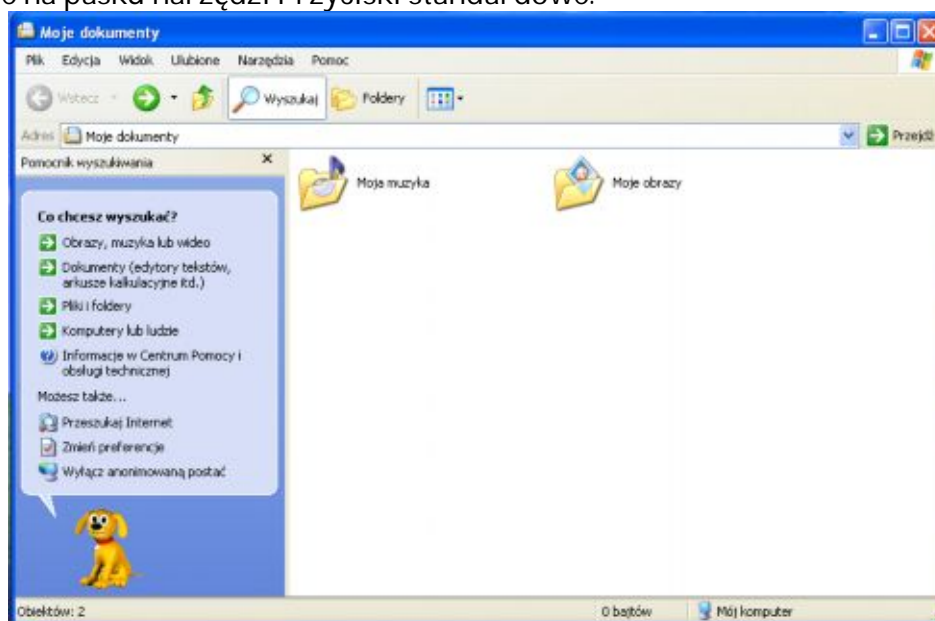 na pasku narzędzi Przyciski standardowe.
Moje dokumenty
Plik Edycja Widok Ulubione Narzędzia Pomoc
Wstecz Wyszukaj Foldery
Adres Moje dokumenty Przejdź
Pomocnik wyszukiwania
Moja muzyka Moje obrazy
Co chcesz wyszukać?
Obrazy, muzyka lub wideo
Dokumenty (edytory tekstów,
arkusze kalkulacyjne itd.)
Pliki i foldery
Komputery lub ludzie
Informacje w Centrum Pomocy i
obsługi technicznej
Możesz także...
Przeszukaj Internet
Zmień preferencje
Wyłącz animowaną postać
Obiektów: 2 0 bajtów Mój komputer